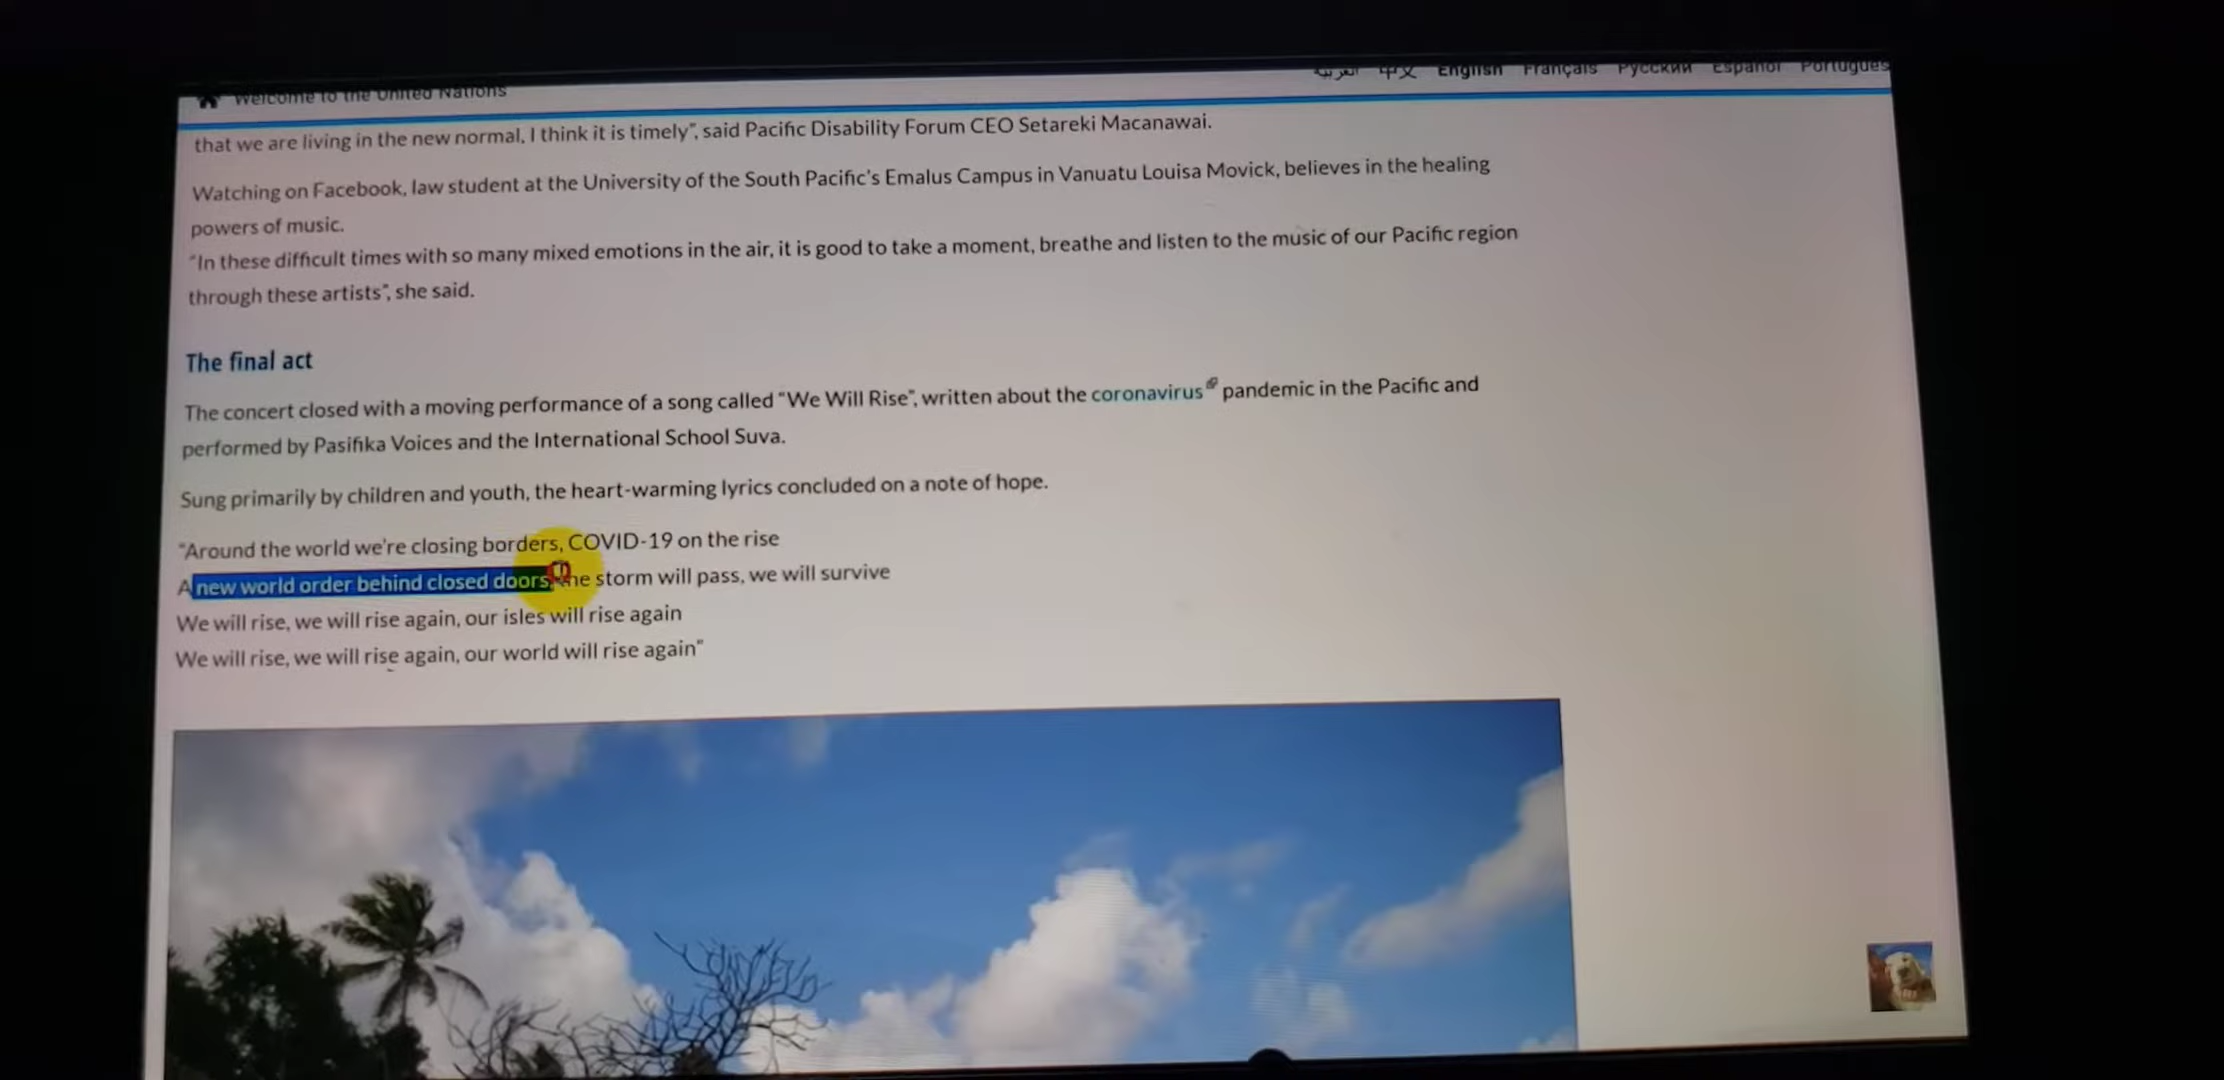 Welcome to the United Nations
العربية 中文 English Français Русский Español Português
that we are living in the new normal, I think it is timely”, said Pacific Disability Forum CEO Setareki Macanawai.
Watching on Facebook, law student at the University of the South Pacific's Emalus Campus in Vanuatu Louisa Movick, believes in the healing
powers of music.
“In these difficult times with so many mixed emotions in the air, it is good to take a moment, breathe and listen to the music of our Pacific region
through these artists”, she said.
The final act
The concert closed with a moving performance of a song called “We Will Rise”, written about the coronavirus pandemic in the Pacific and
performed by Pasifika Voices and the International School Suva.
Sung primarily by children and youth, the heart-warming lyrics concluded on a note of hope.
“Around the world we're closing borders, COVID-19 on the rise
A new world order behind closed doors, the storm will pass, we will survive
We will rise, we will rise again, our isles will rise again
We will rise, we will rise again, our world will rise again”